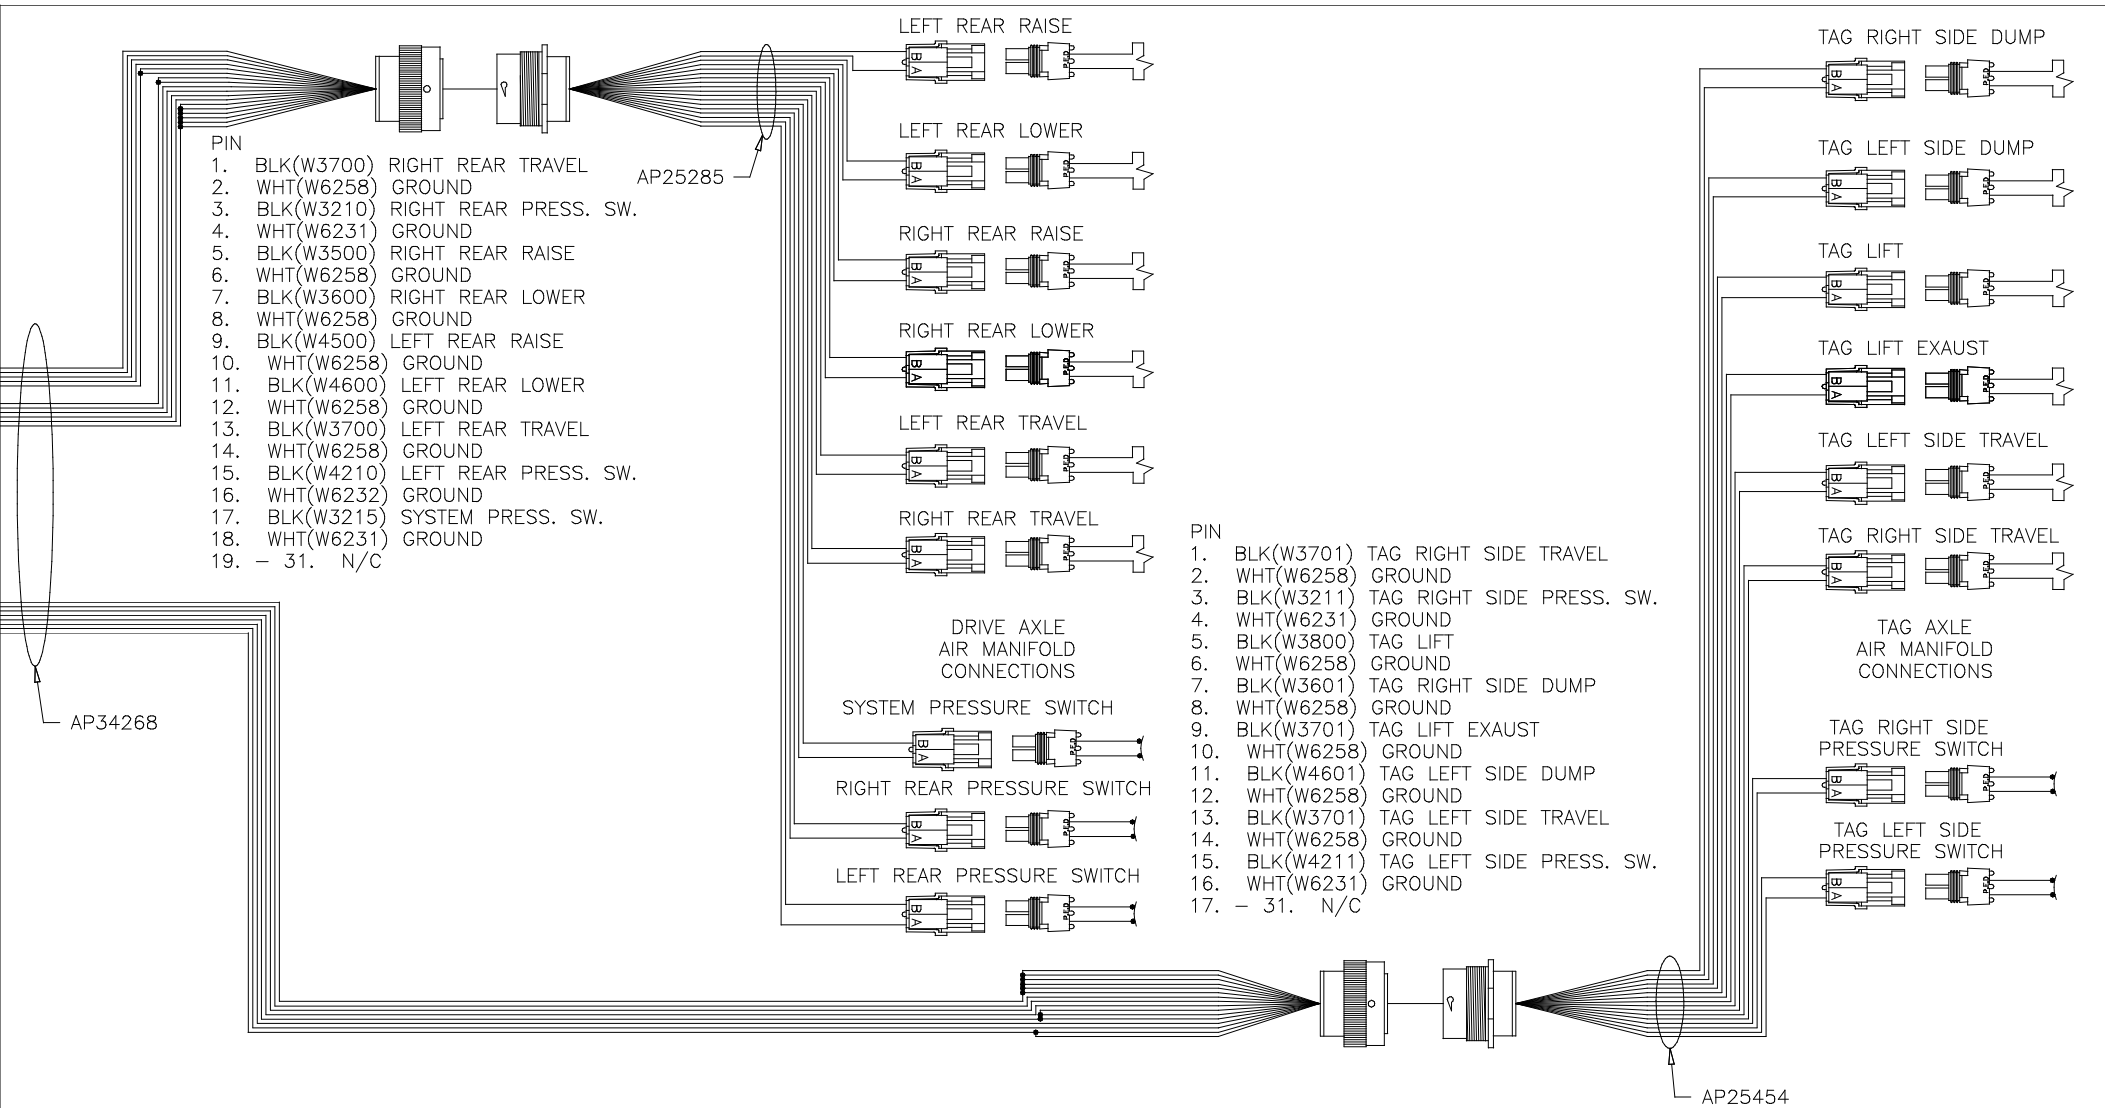 LEFT REAR RAISE
LEFT REAR LOWER
RIGHT REAR RAISE
RIGHT REAR LOWER
LEFT REAR TRAVEL
RIGHT REAR TRAVEL
DRIVE AXLE
AIR MANIFOLD
CONNECTIONS
SYSTEM PRESSURE SWITCH
RIGHT REAR PRESSURE SWITCH
LEFT REAR PRESSURE SWITCH
AP25285
PIN
1. BLK(W3700) RIGHT REAR TRAVEL
2. WHT(W6258) GROUND
3. BLK(W3210) RIGHT REAR PRESS. SW.
4. WHT(W6231) GROUND
5. BLK(W3500) RIGHT REAR RAISE
6. WHT(W6258) GROUND
7. BLK(W3600) RIGHT REAR LOWER
8. WHT(W6258) GROUND
9. BLK(W4500) LEFT REAR RAISE
10. WHT(W6258) GROUND
11. BLK(W4600) LEFT REAR LOWER
12. WHT(W6258) GROUND
13. BLK(W3700) LEFT REAR TRAVEL
14. WHT(W6258) GROUND
15. BLK(W4210) LEFT REAR PRESS. SW.
16. WHT(W6232) GROUND
17. BLK(W3215) SYSTEM PRESS. SW.
18. WHT(W6231) GROUND
19. – 31. N/C
AP34268
PIN
1. BLK(W3701) TAG RIGHT SIDE TRAVEL
2. WHT(W6258) GROUND
3. BLK(W3211) TAG RIGHT SIDE PRESS. SW.
4. WHT(W6231) GROUND
5. BLK(W3800) TAG LIFT
6. WHT(W6258) GROUND
7. BLK(W3601) TAG RIGHT SIDE DUMP
8. WHT(W6258) GROUND
9. BLK(W3701) TAG LIFT EXAUST
10. WHT(W6258) GROUND
11. BLK(W4601) TAG LEFT SIDE DUMP
12. WHT(W6258) GROUND
13. BLK(W3701) TAG LEFT SIDE TRAVEL
14. WHT(W6258) GROUND
15. BLK(W4211) TAG LEFT SIDE PRESS. SW.
16. WHT(W6231) GROUND
17. – 31. N/C
TAG RIGHT SIDE DUMP
TAG LEFT SIDE DUMP
TAG LIFT
TAG LIFT EXAUST
TAG LEFT SIDE TRAVEL
TAG RIGHT SIDE TRAVEL
TAG AXLE
AIR MANIFOLD
CONNECTIONS
TAG RIGHT SIDE
PRESSURE SWITCH
TAG LEFT SIDE
PRESSURE SWITCH
AP25454